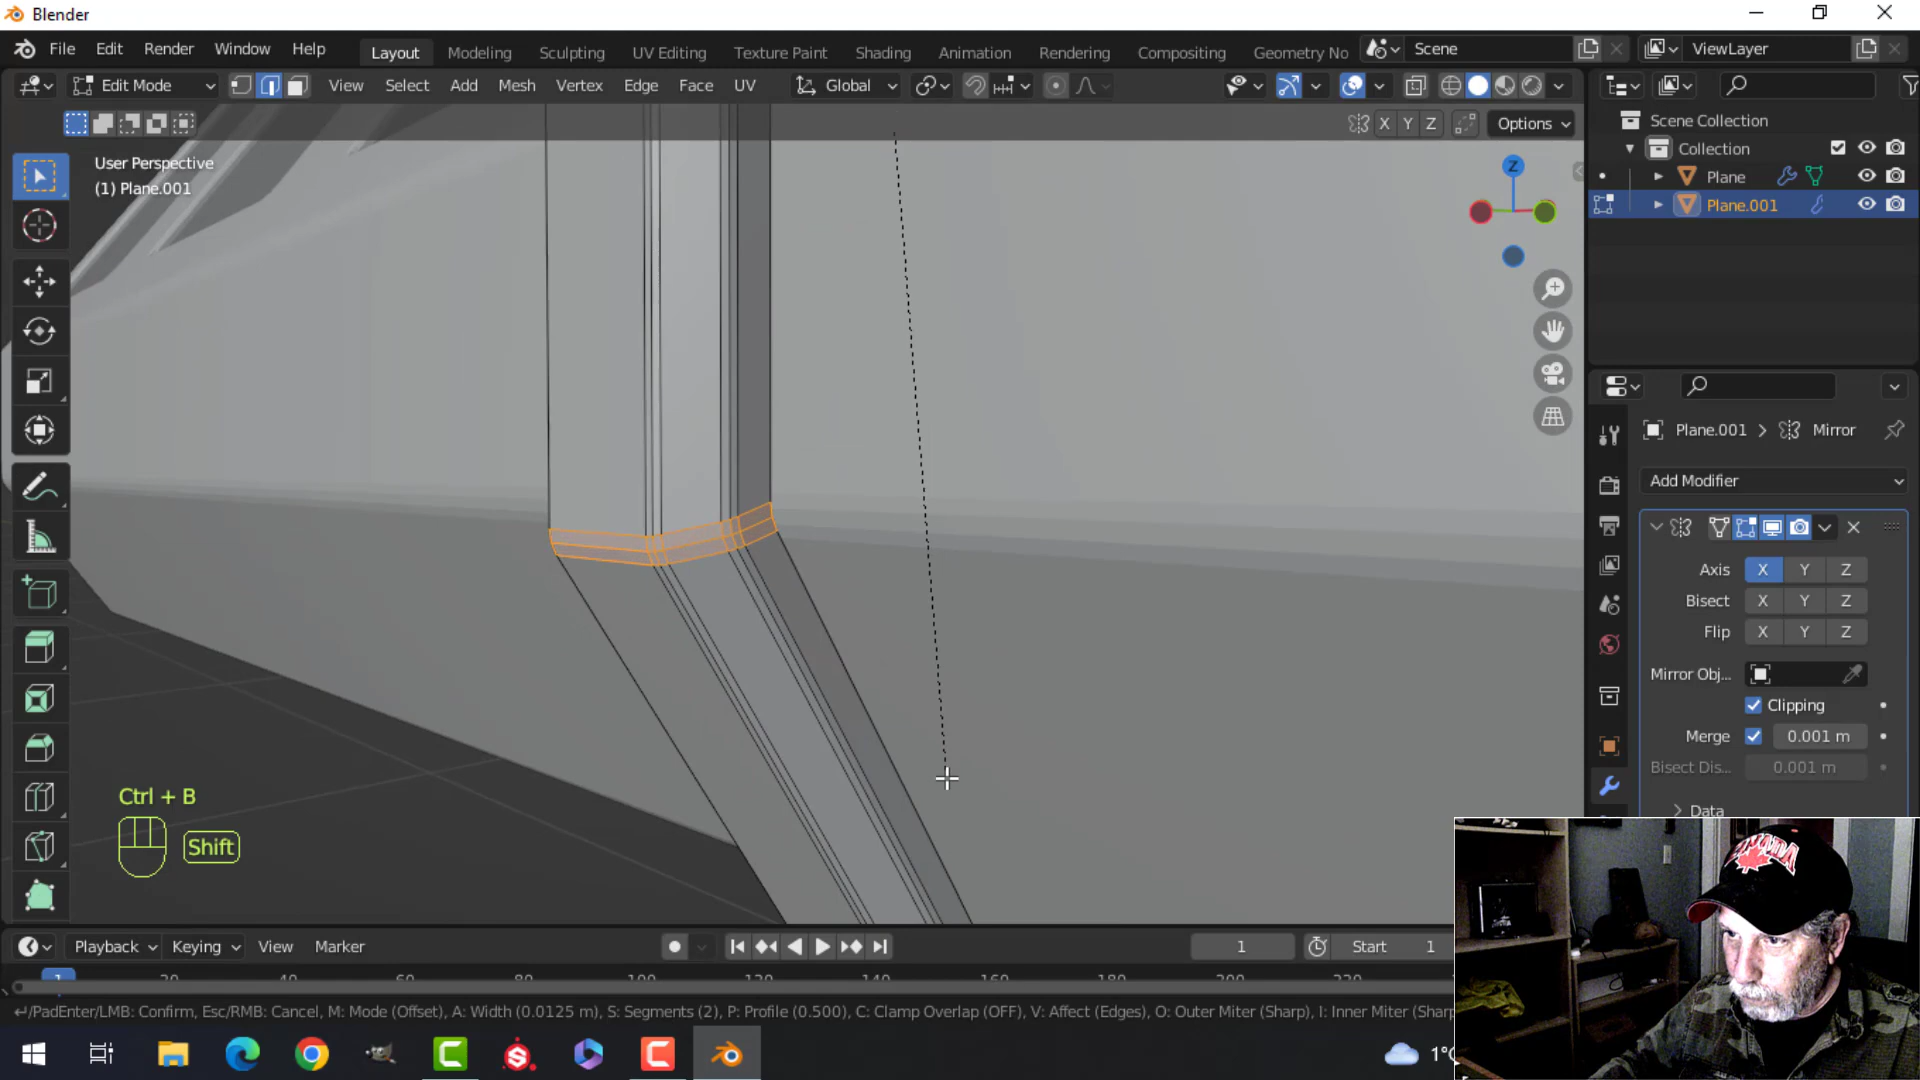 Blender
File Edit Render Window Help Layout Modeling Sculpting UV Editing Texture Paint Shading Animation Rendering Compositing Geometry No Scene ViewLayer
Edit Mode View Select Add Mesh Vertex Edge Face UV Global
X Y Z Options
User Perspective
(1) Plane.001
Z
Scene Collection
Collection
Plane
Plane.001
Plane.001 > Mirror
Add Modifier
Axis X Y Z
Bisect X Y Z
Flip X Y Z
Mirror Obj...
Clipping
Merge 0.001 m
Bisect Dis... 0.001 m
Data
Ctrl + B
Shift
Playback Keying View Marker 1 Start 1
1
/PadEnter/LMB: Confirm, Esc/RMB: Cancel, M: Mode (Offset), A: Width (0.0125 m), S: Segments (2), P: Profile (0.500), C: Clamp Overlap (OFF), V: Affect (Edges), O: Outer Miter (Sharp), I: Inner Miter (Sharp
1°C